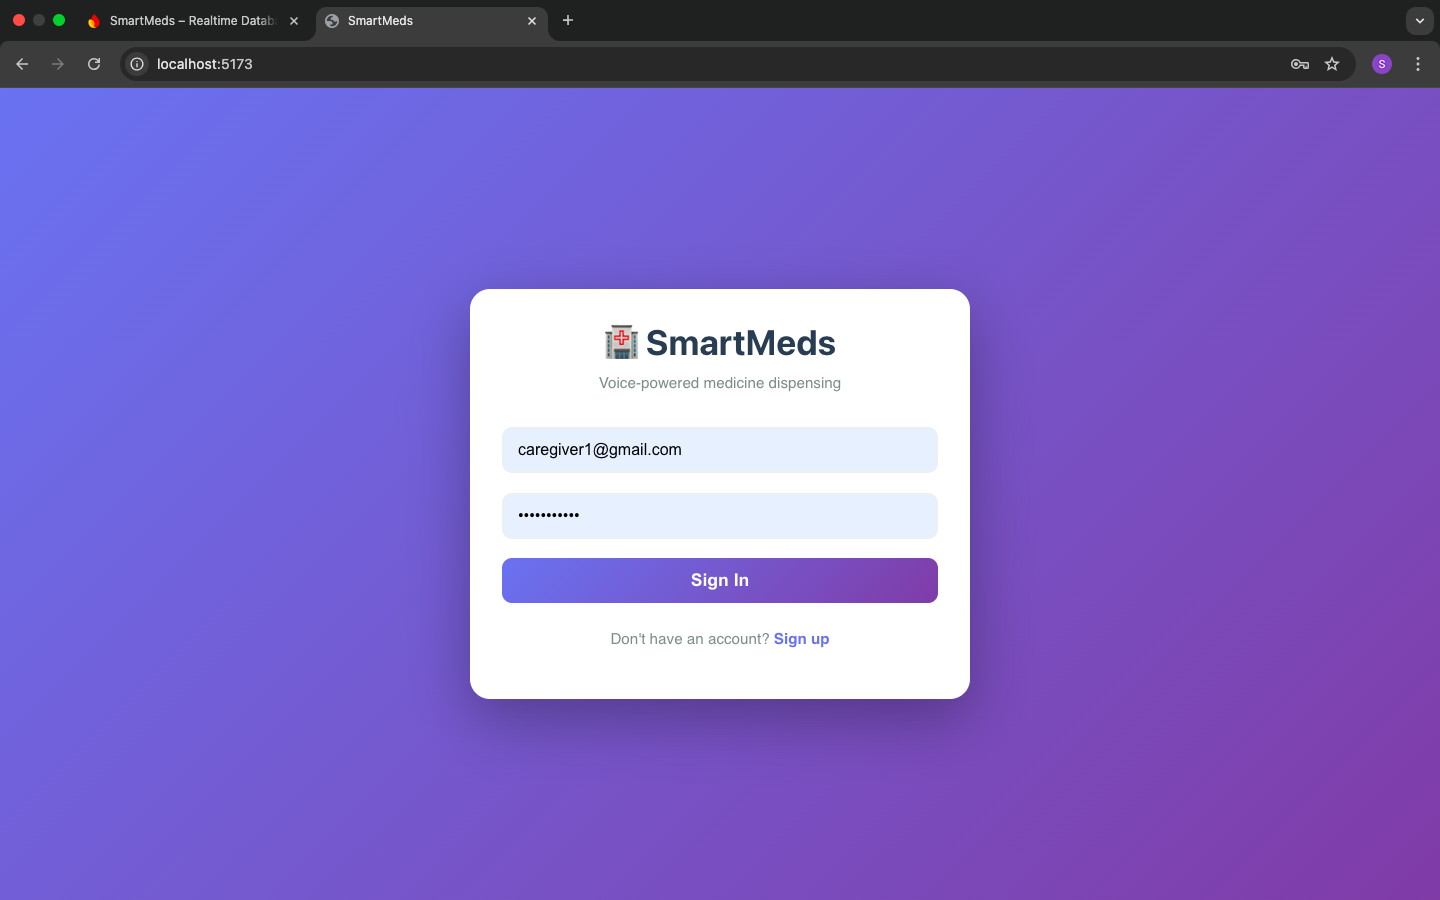 SmartMeds – Realtime Datab
SmartMeds
localhost:5173
S
SmartMeds
Voice-powered medicine dispensing
caregiver1@gmail.com
•••••••••••
Sign In
Don't have an account? Sign up